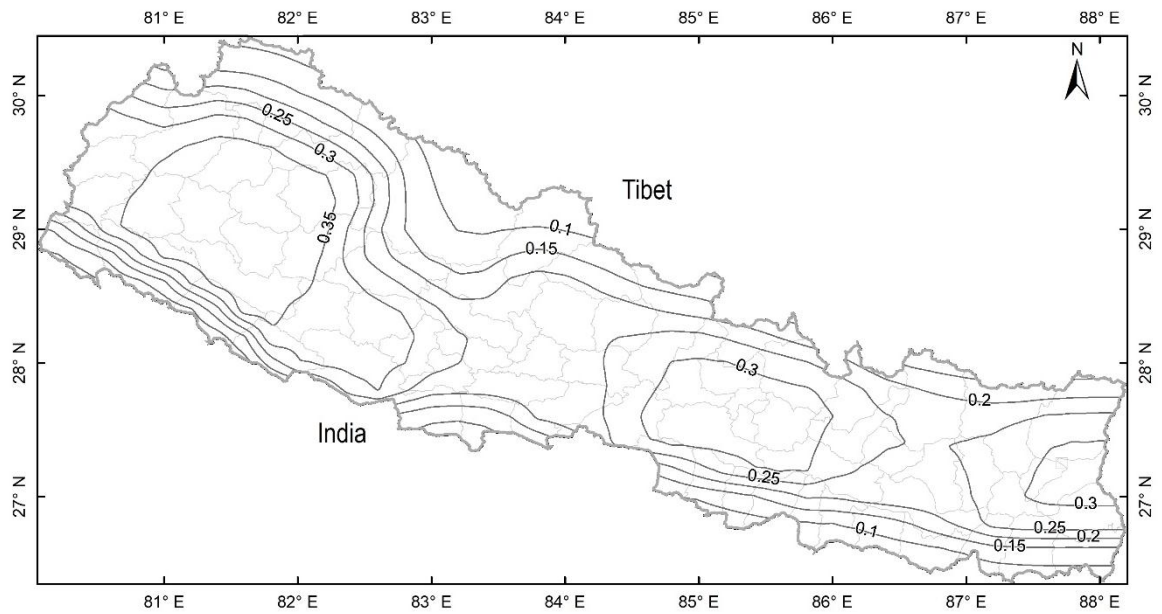 81° E 82° E 83° E 84° E 85° E 86° E 87° E 88° E
N
30° N 30° N
0.25
0.3
Tibet
0.35
0.1
29° N 29° N
0.15
28° N 28° N
0.3
0.2
India
0.25
27° N 27° N
0.3
0.25
0.2
0.1
0.15
81° E 82° E 83° E 84° E 85° E 86° E 87° E 88° E